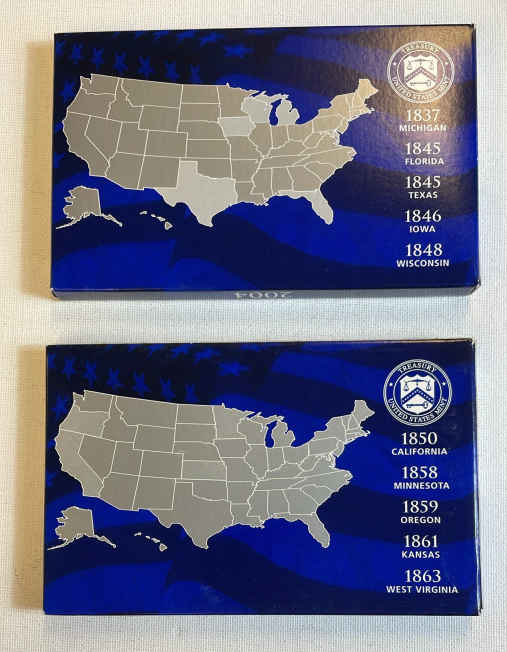 TREASURY
UNITED STATES MINT
1837
MICHIGAN
1845
FLORIDA
1845
TEXAS
1846
IOWA
1848
WISCONSIN
2004
TREASURY
UNITED STATES MINT
1850
CALIFORNIA
1858
MINNESOTA
1859
OREGON
1861
KANSAS
1863
WEST VIRGINIA